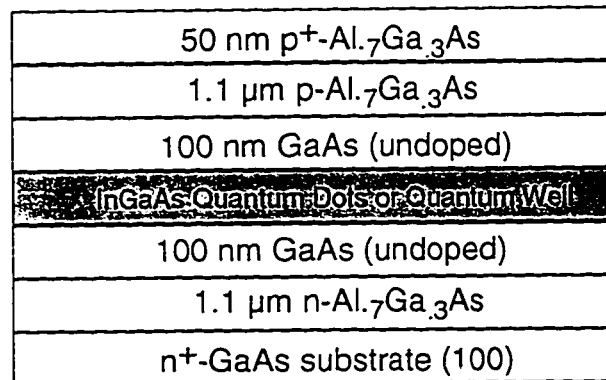 50 nm p⁺-Al.₇Ga.₃As
1.1 µm p-Al.₇Ga.₃As
100 nm GaAs (undoped)
InGaAs Quantum Dots or Quantum Well
100 nm GaAs (undoped)
1.1 µm n-Al.₇Ga.₃As
n⁺-GaAs substrate (100)